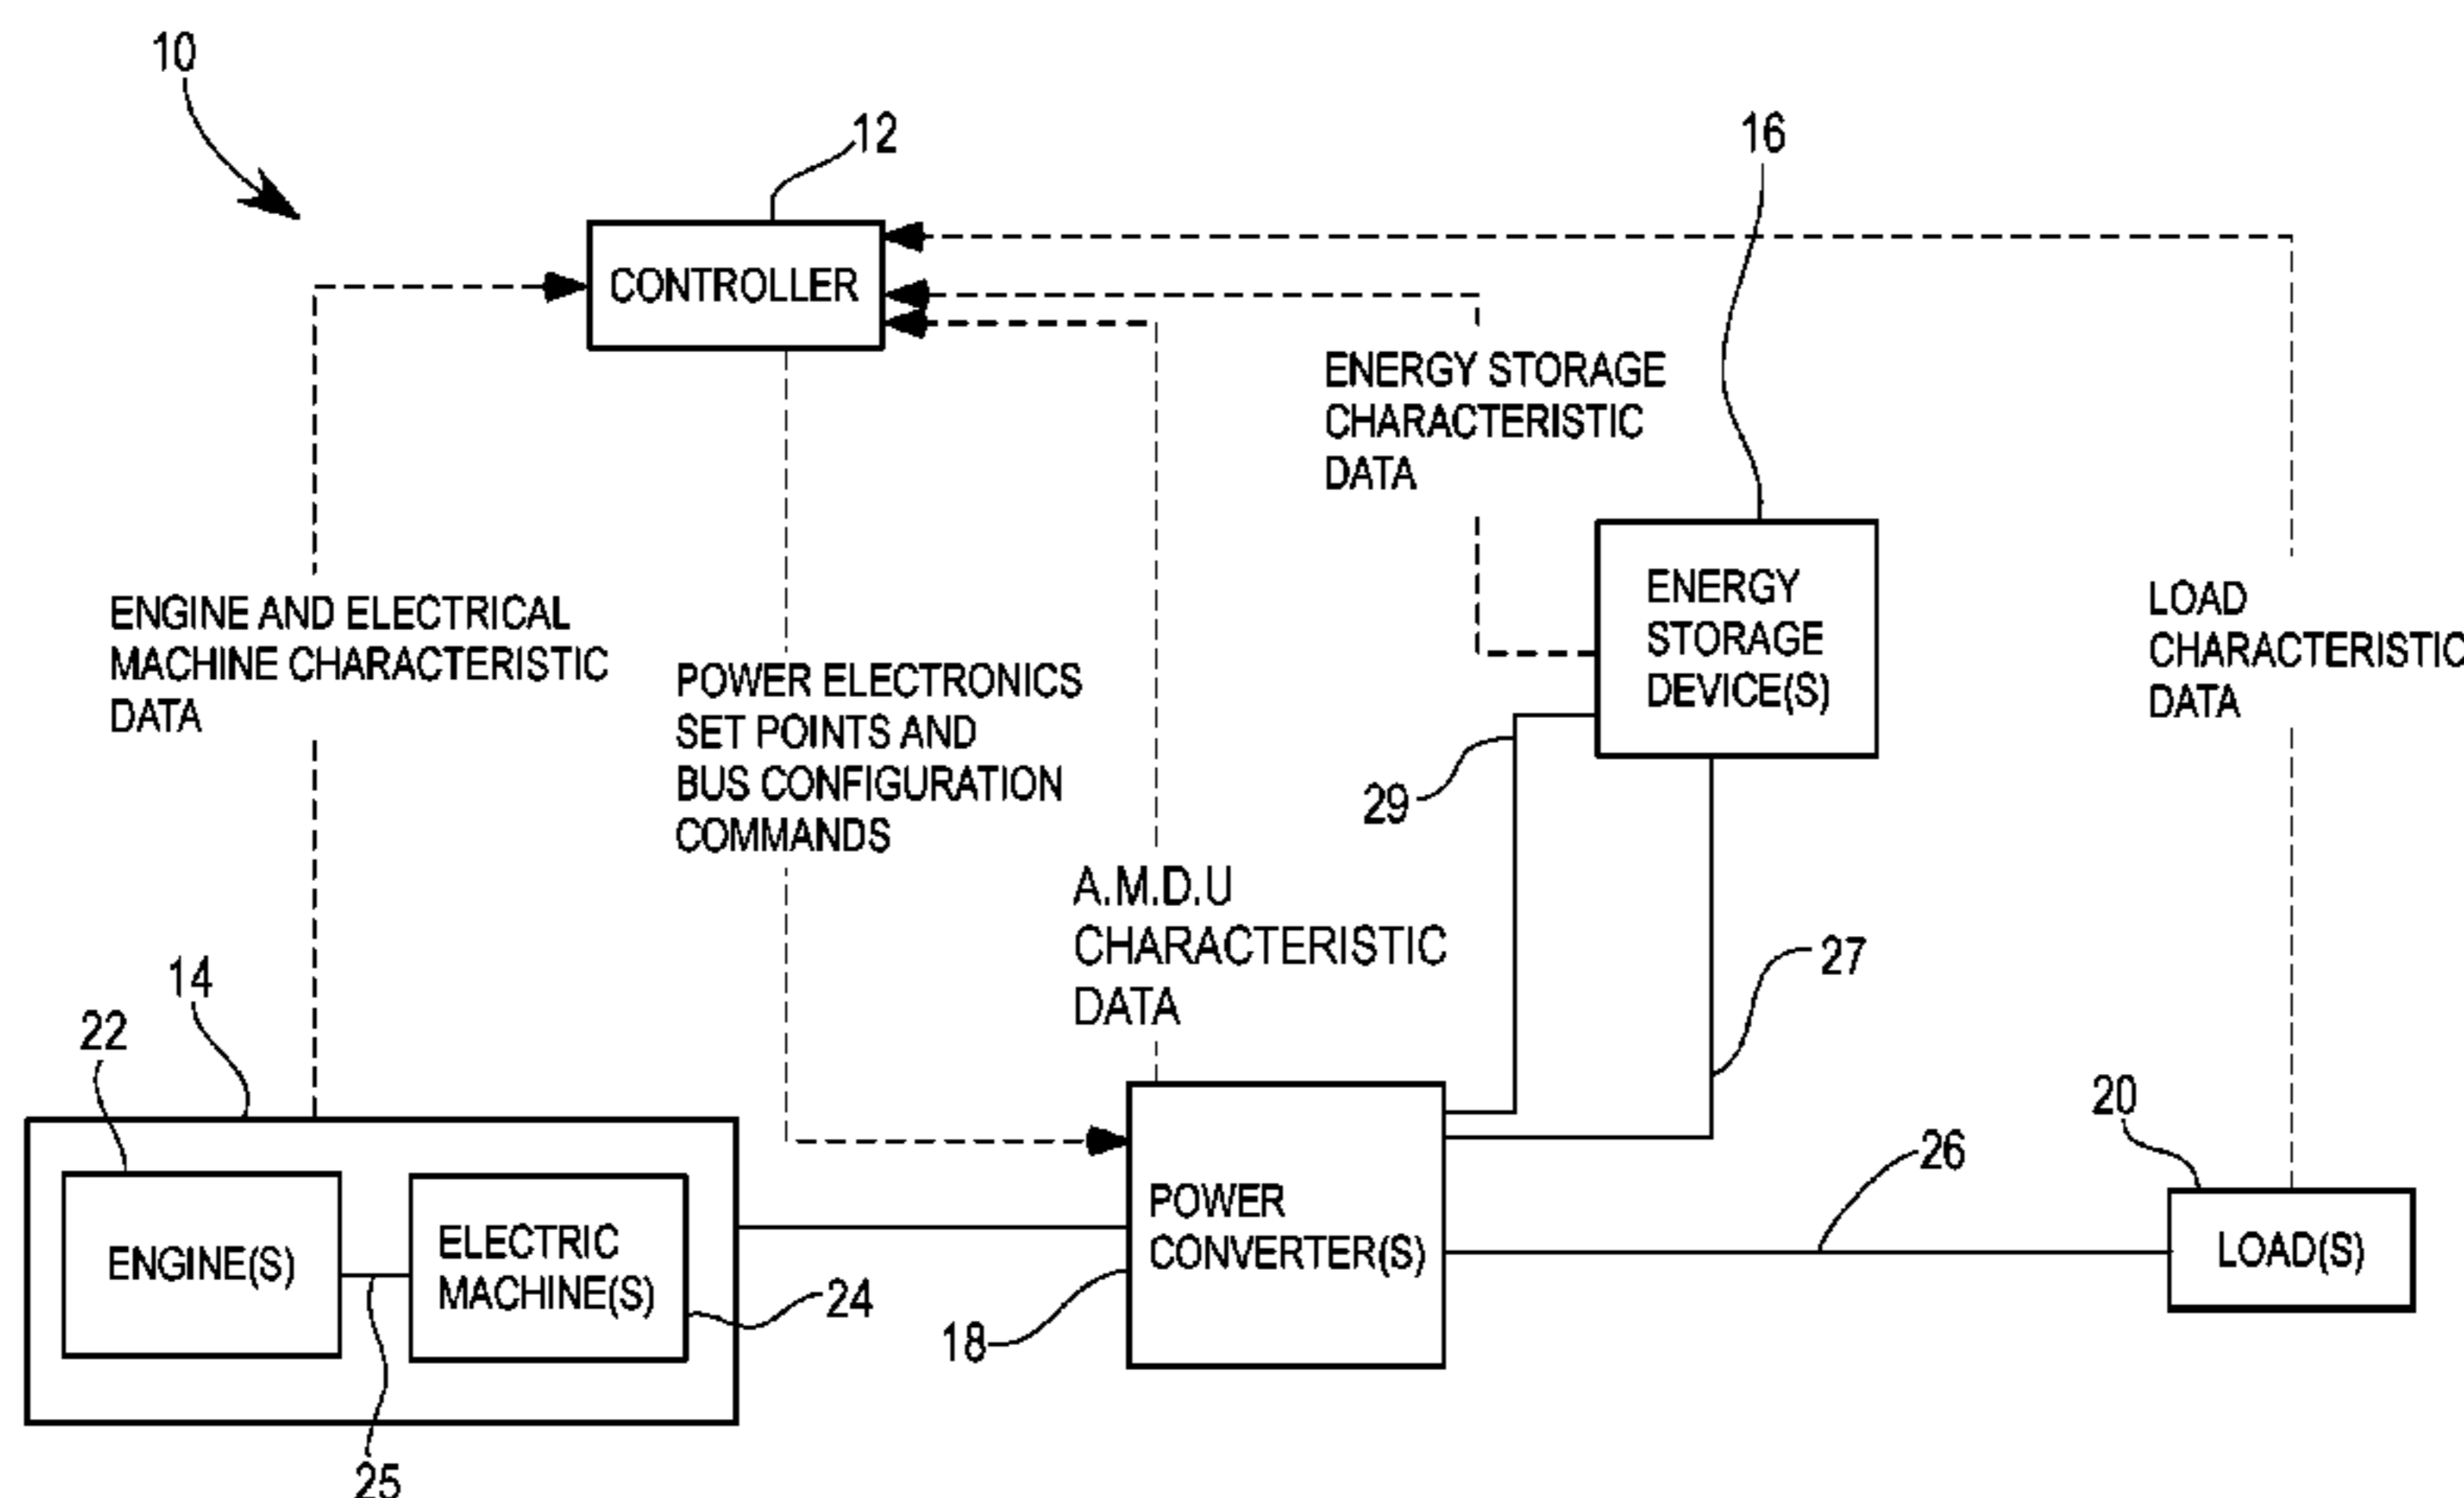 10
12
16
CONTROLLER
ENERGY STORAGE
CHARACTERISTIC
DATA
ENGINE AND ELECTRICAL
MACHINE CHARACTERISTIC
DATA
POWER ELECTRONICS
SET POINTS AND
BUS CONFIGURATION
COMMANDS
ENERGY
STORAGE
DEVICE(S)
LOAD
CHARACTERISTIC
DATA
29
A.M.D.U
CHARACTERISTIC
DATA
27
14
22
20
26
ENGINE(S)
ELECTRIC
MACHINE(S)
24
POWER
CONVERTER(S)
18
LOAD(S)
25